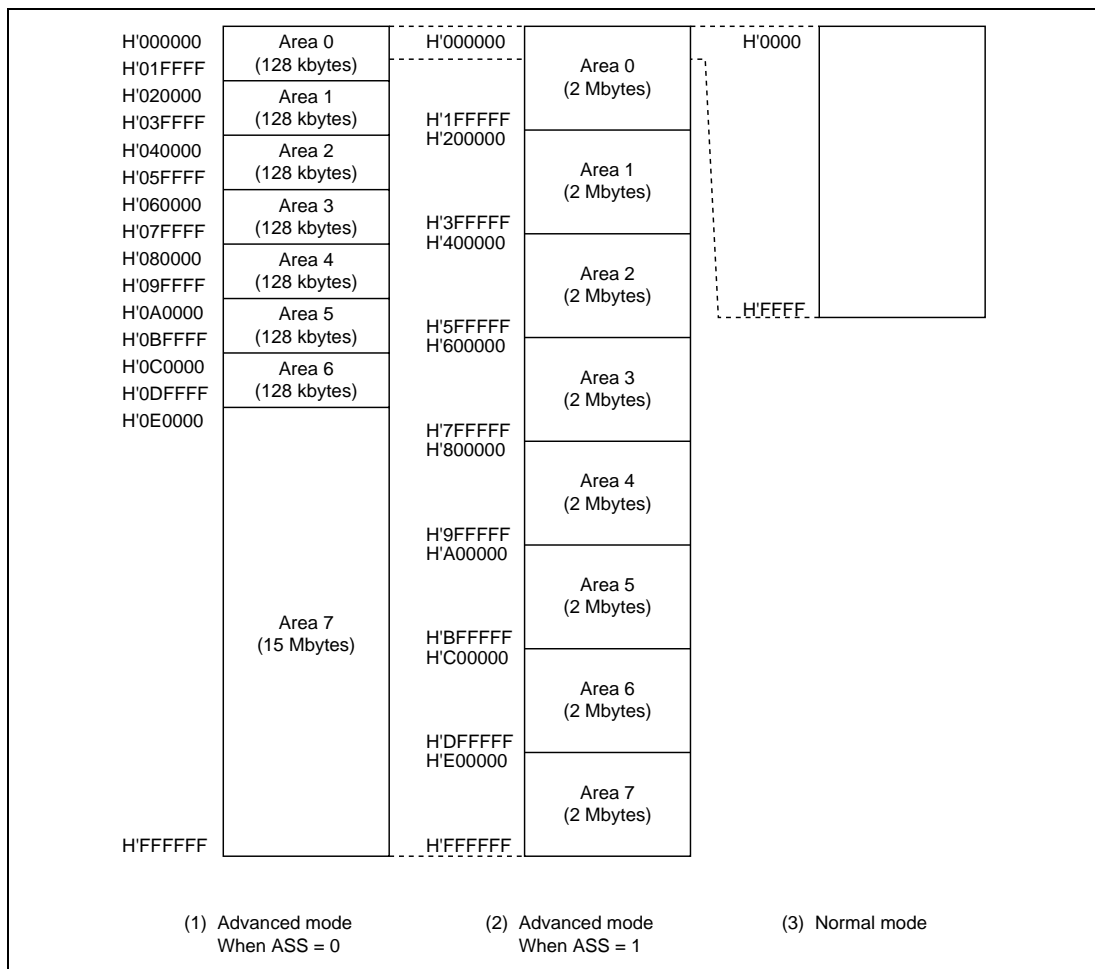 H'000000
H'01FFFF
H'020000
H'03FFFF
H'040000
H'05FFFF
H'060000
H'07FFFF
H'080000
H'09FFFF
H'0A0000
H'0BFFFF
H'0C0000
H'0DFFFF
H'0E0000
H'FFFFFF
Area 0
(128 kbytes)
Area 1
(128 kbytes)
Area 2
(128 kbytes)
Area 3
(128 kbytes)
Area 4
(128 kbytes)
Area 5
(128 kbytes)
Area 6
(128 kbytes)
Area 7
(15 Mbytes)
(1) Advanced mode
When ASS = 0
H'000000
H'1FFFFF
H'200000
H'3FFFFF
H'400000
H'5FFFFF
H'600000
H'7FFFFF
H'800000
H'9FFFFF
H'A00000
H'BFFFFF
H'C00000
H'DFFFFF
H'E00000
H'FFFFFF
Area 0
(2 Mbytes)
Area 1
(2 Mbytes)
Area 2
(2 Mbytes)
Area 3
(2 Mbytes)
Area 4
(2 Mbytes)
Area 5
(2 Mbytes)
Area 6
(2 Mbytes)
Area 7
(2 Mbytes)
(2) Advanced mode
When ASS = 1
H'0000
H'FFFF
(3) Normal mode